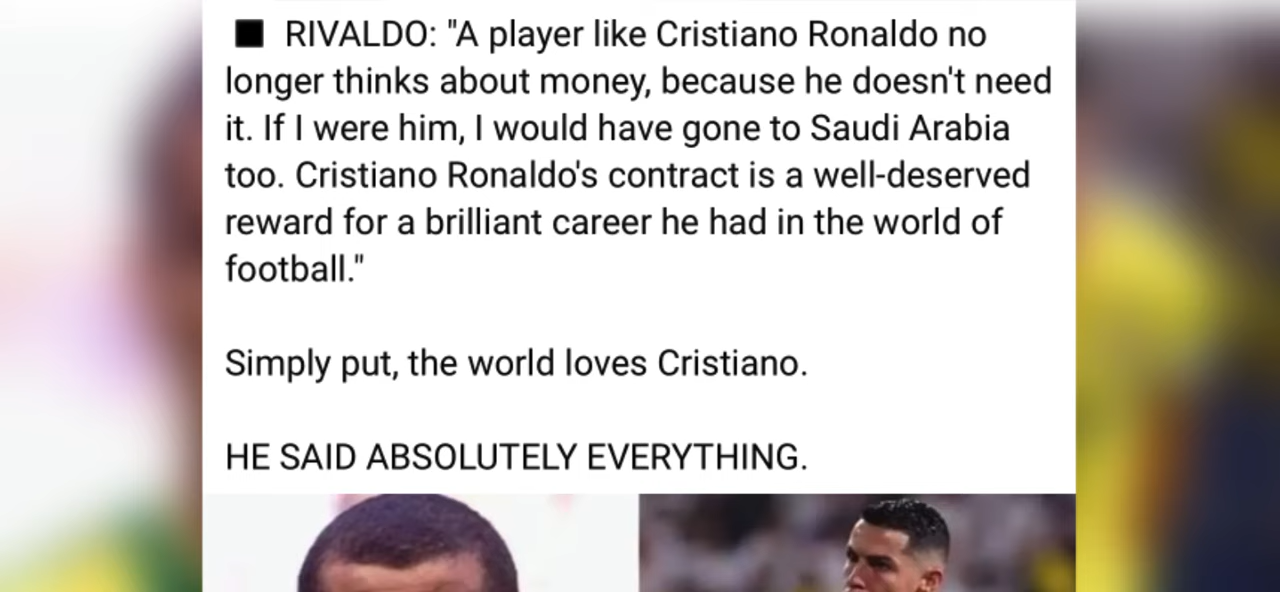 ■ RIVALDO: "A player like Cristiano Ronaldo no
longer thinks about money, because he doesn't need
it. If I were him, I would have gone to Saudi Arabia
too. Cristiano Ronaldo's contract is a well-deserved
reward for a brilliant career he had in the world of
football."
Simply put, the world loves Cristiano.
HE SAID ABSOLUTELY EVERYTHING.